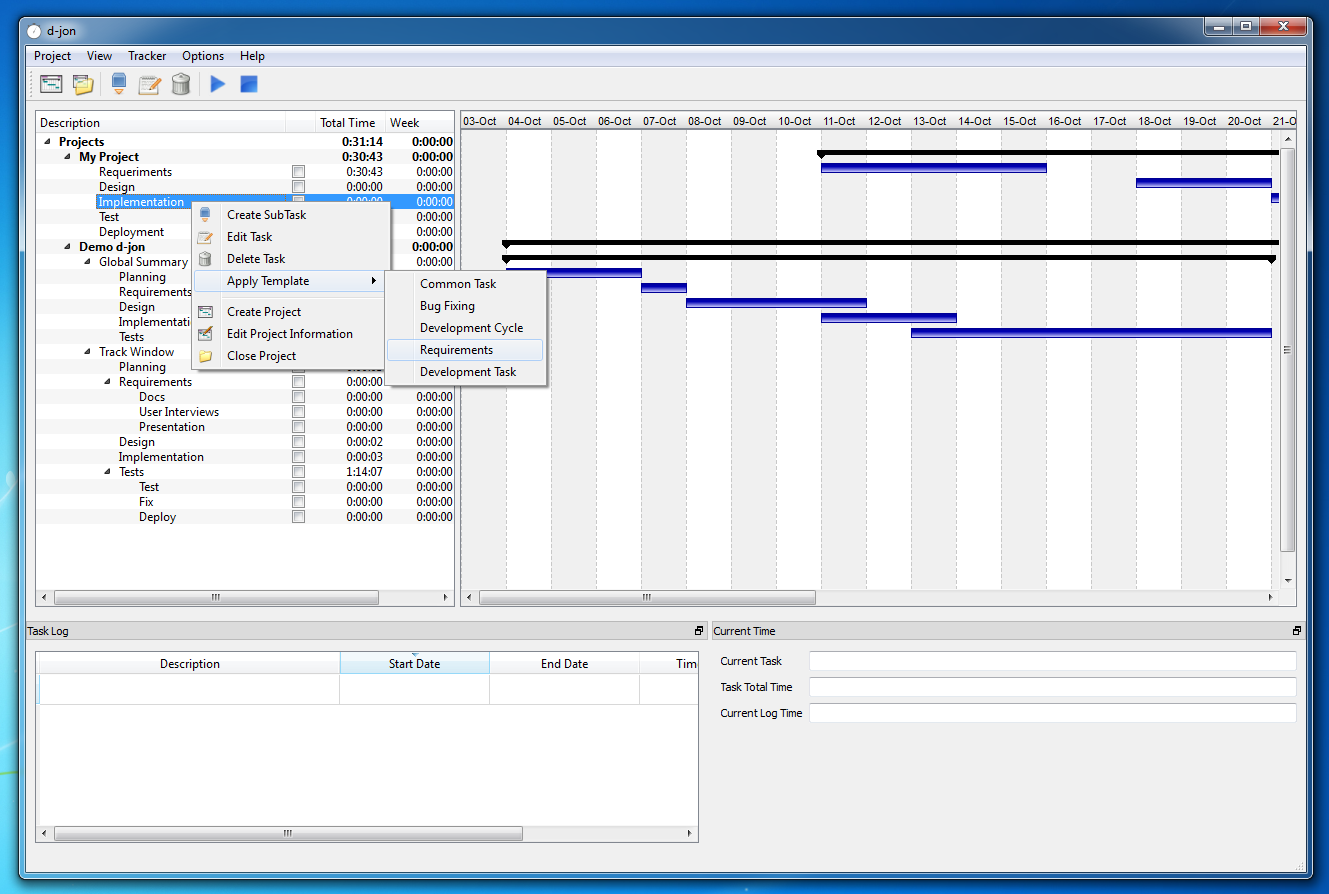 d-jon
Project View Tracker Options Help
Description Total Time Week
03-Oct 04-Oct 05-Oct 06-Oct 07-Oct 08-Oct 09-Oct 10-Oct 11-Oct 12-Oct 13-Oct 14-Oct 15-Oct 16-Oct 17-Oct 18-Oct 19-Oct 20-Oct 21-O
Projects 0:31:14 0:00:00
My Project 0:30:43 0:00:00
Requeriments 0:30:43 0:00:00
Design 0:00:00 0:00:00
Implementation 0:00:00 0:00:00
Test 0:00:00
Deployment 0:00:00
Demo d-jon 0:00:00
Global Summary 0:00:00
Planning
Requirements
Design
Implementati
Tests
Track Window
Planning
Requirements 0:00:00 0:00:00
Docs 0:00:00 0:00:00
User Interviews 0:00:00 0:00:00
Presentation 0:00:00 0:00:00
Design 0:00:02 0:00:00
Implementation 0:00:03 0:00:00
Tests 1:14:07 0:00:00
Test 0:00:00 0:00:00
Fix 0:00:00 0:00:00
Deploy 0:00:00 0:00:00
Create SubTask
Edit Task
Delete Task
Apply Template
Create Project
Edit Project Information
Close Project
Common Task
Bug Fixing
Development Cycle
Requirements
Development Task
Task Log
Description Start Date End Date Tim
Current Time
Current Task
Task Total Time
Current Log Time